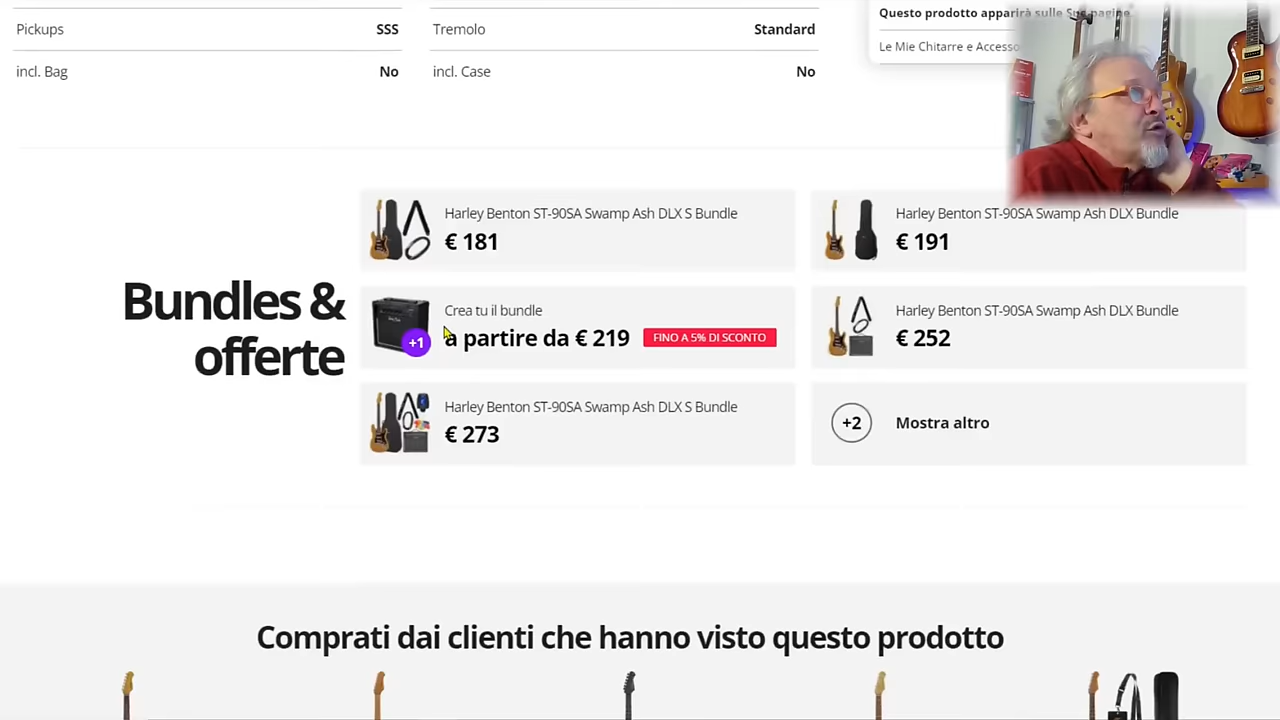 Pickups SSS
Tremolo Standard
Questo prodotto apparirà sulle Sue pagine
Le Mie Chitarre e Accesso
incl. Bag No
incl. Case No
Bundles &
offerte
Harley Benton ST-90SA Swamp Ash DLX S Bundle
€ 181
Harley Benton ST-90SA Swamp Ash DLX Bundle
€ 191
Crea tu il bundle
a partire da € 219 FINO A 5% DI SCONTO
+1
Harley Benton ST-90SA Swamp Ash DLX Bundle
€ 252
Harley Benton ST-90SA Swamp Ash DLX S Bundle
€ 273
+2 Mostra altro
Comprati dai clienti che hanno visto questo prodotto